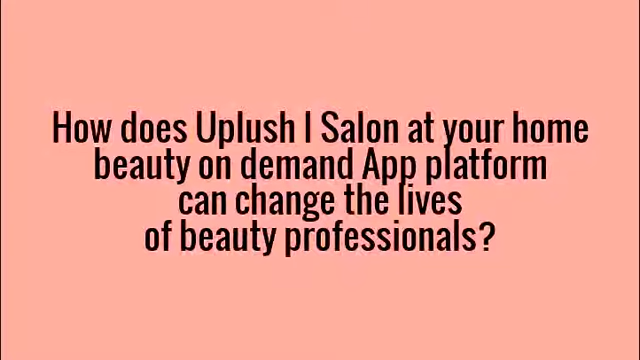 How does Uplush I Salon at your home
beauty on demand App platform
can change the lives
of beauty professionals?